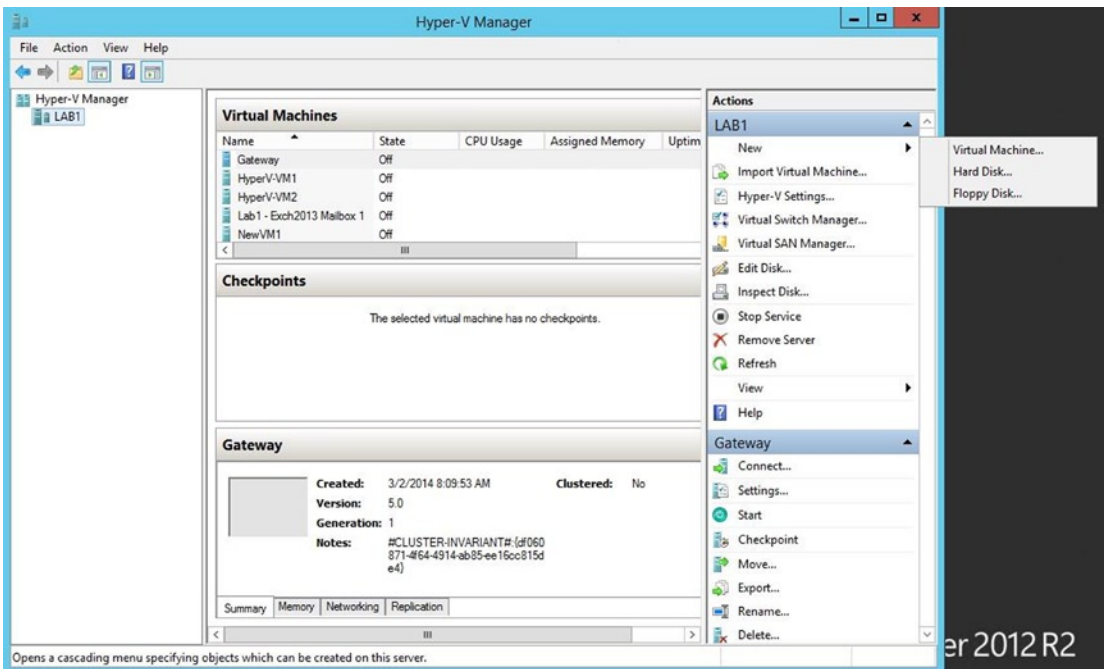 Hyper-V Manager
File Action View Help
Hyper-V Manager
LAB1
Virtual Machines
Name State CPU Usage Assigned Memory Uptim
Gateway Off
HyperV-VM1 Off
HyperV-VM2 Off
Lab1 - Exch2013 Mailbox 1 Off
NewVM1 Off
Checkpoints
The selected virtual machine has no checkpoints.
Gateway
Created: 3/2/2014 8:09:53 AM Clustered: No
Version: 5.0
Generation: 1
Notes: #CLUSTER-INVARIANT#:{df060
871-4f64-4914-ab85-ee16cc815d
e4}
Summary Memory Networking Replication
Actions
LAB1
New
Import Virtual Machine...
Hyper-V Settings...
Virtual Switch Manager...
Virtual SAN Manager...
Edit Disk...
Inspect Disk...
Stop Service
Remove Server
Refresh
View
Help
Gateway
Connect...
Settings...
Start
Checkpoint
Move...
Export...
Rename...
Delete...
Virtual Machine...
Hard Disk...
Floppy Disk...
Opens a cascading menu specifying objects which can be created on this server.
er 2012 R2